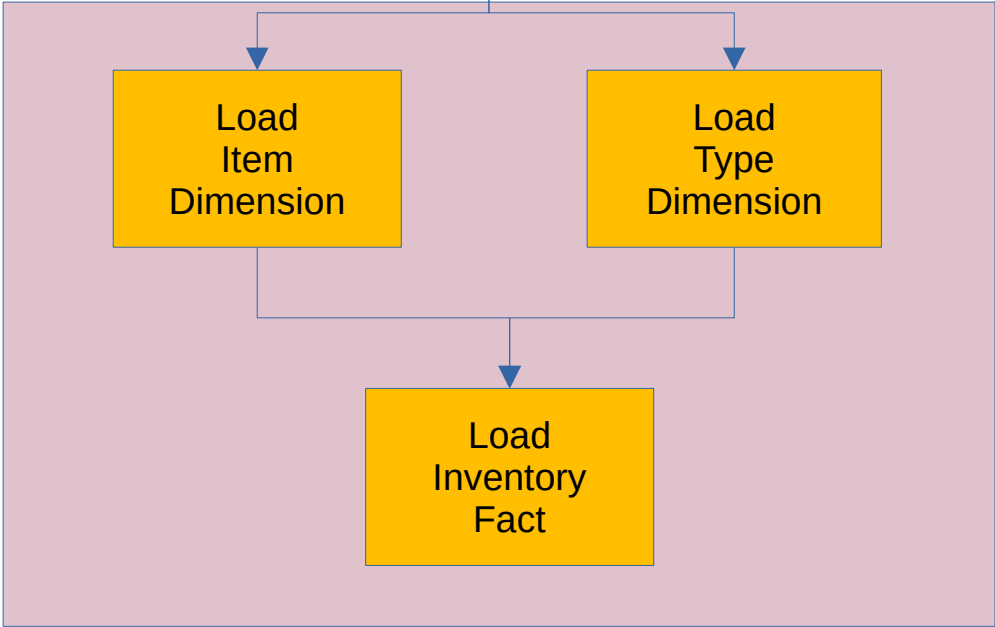 Load
Item
Dimension
Load
Type
Dimension
Load
Inventory
Fact